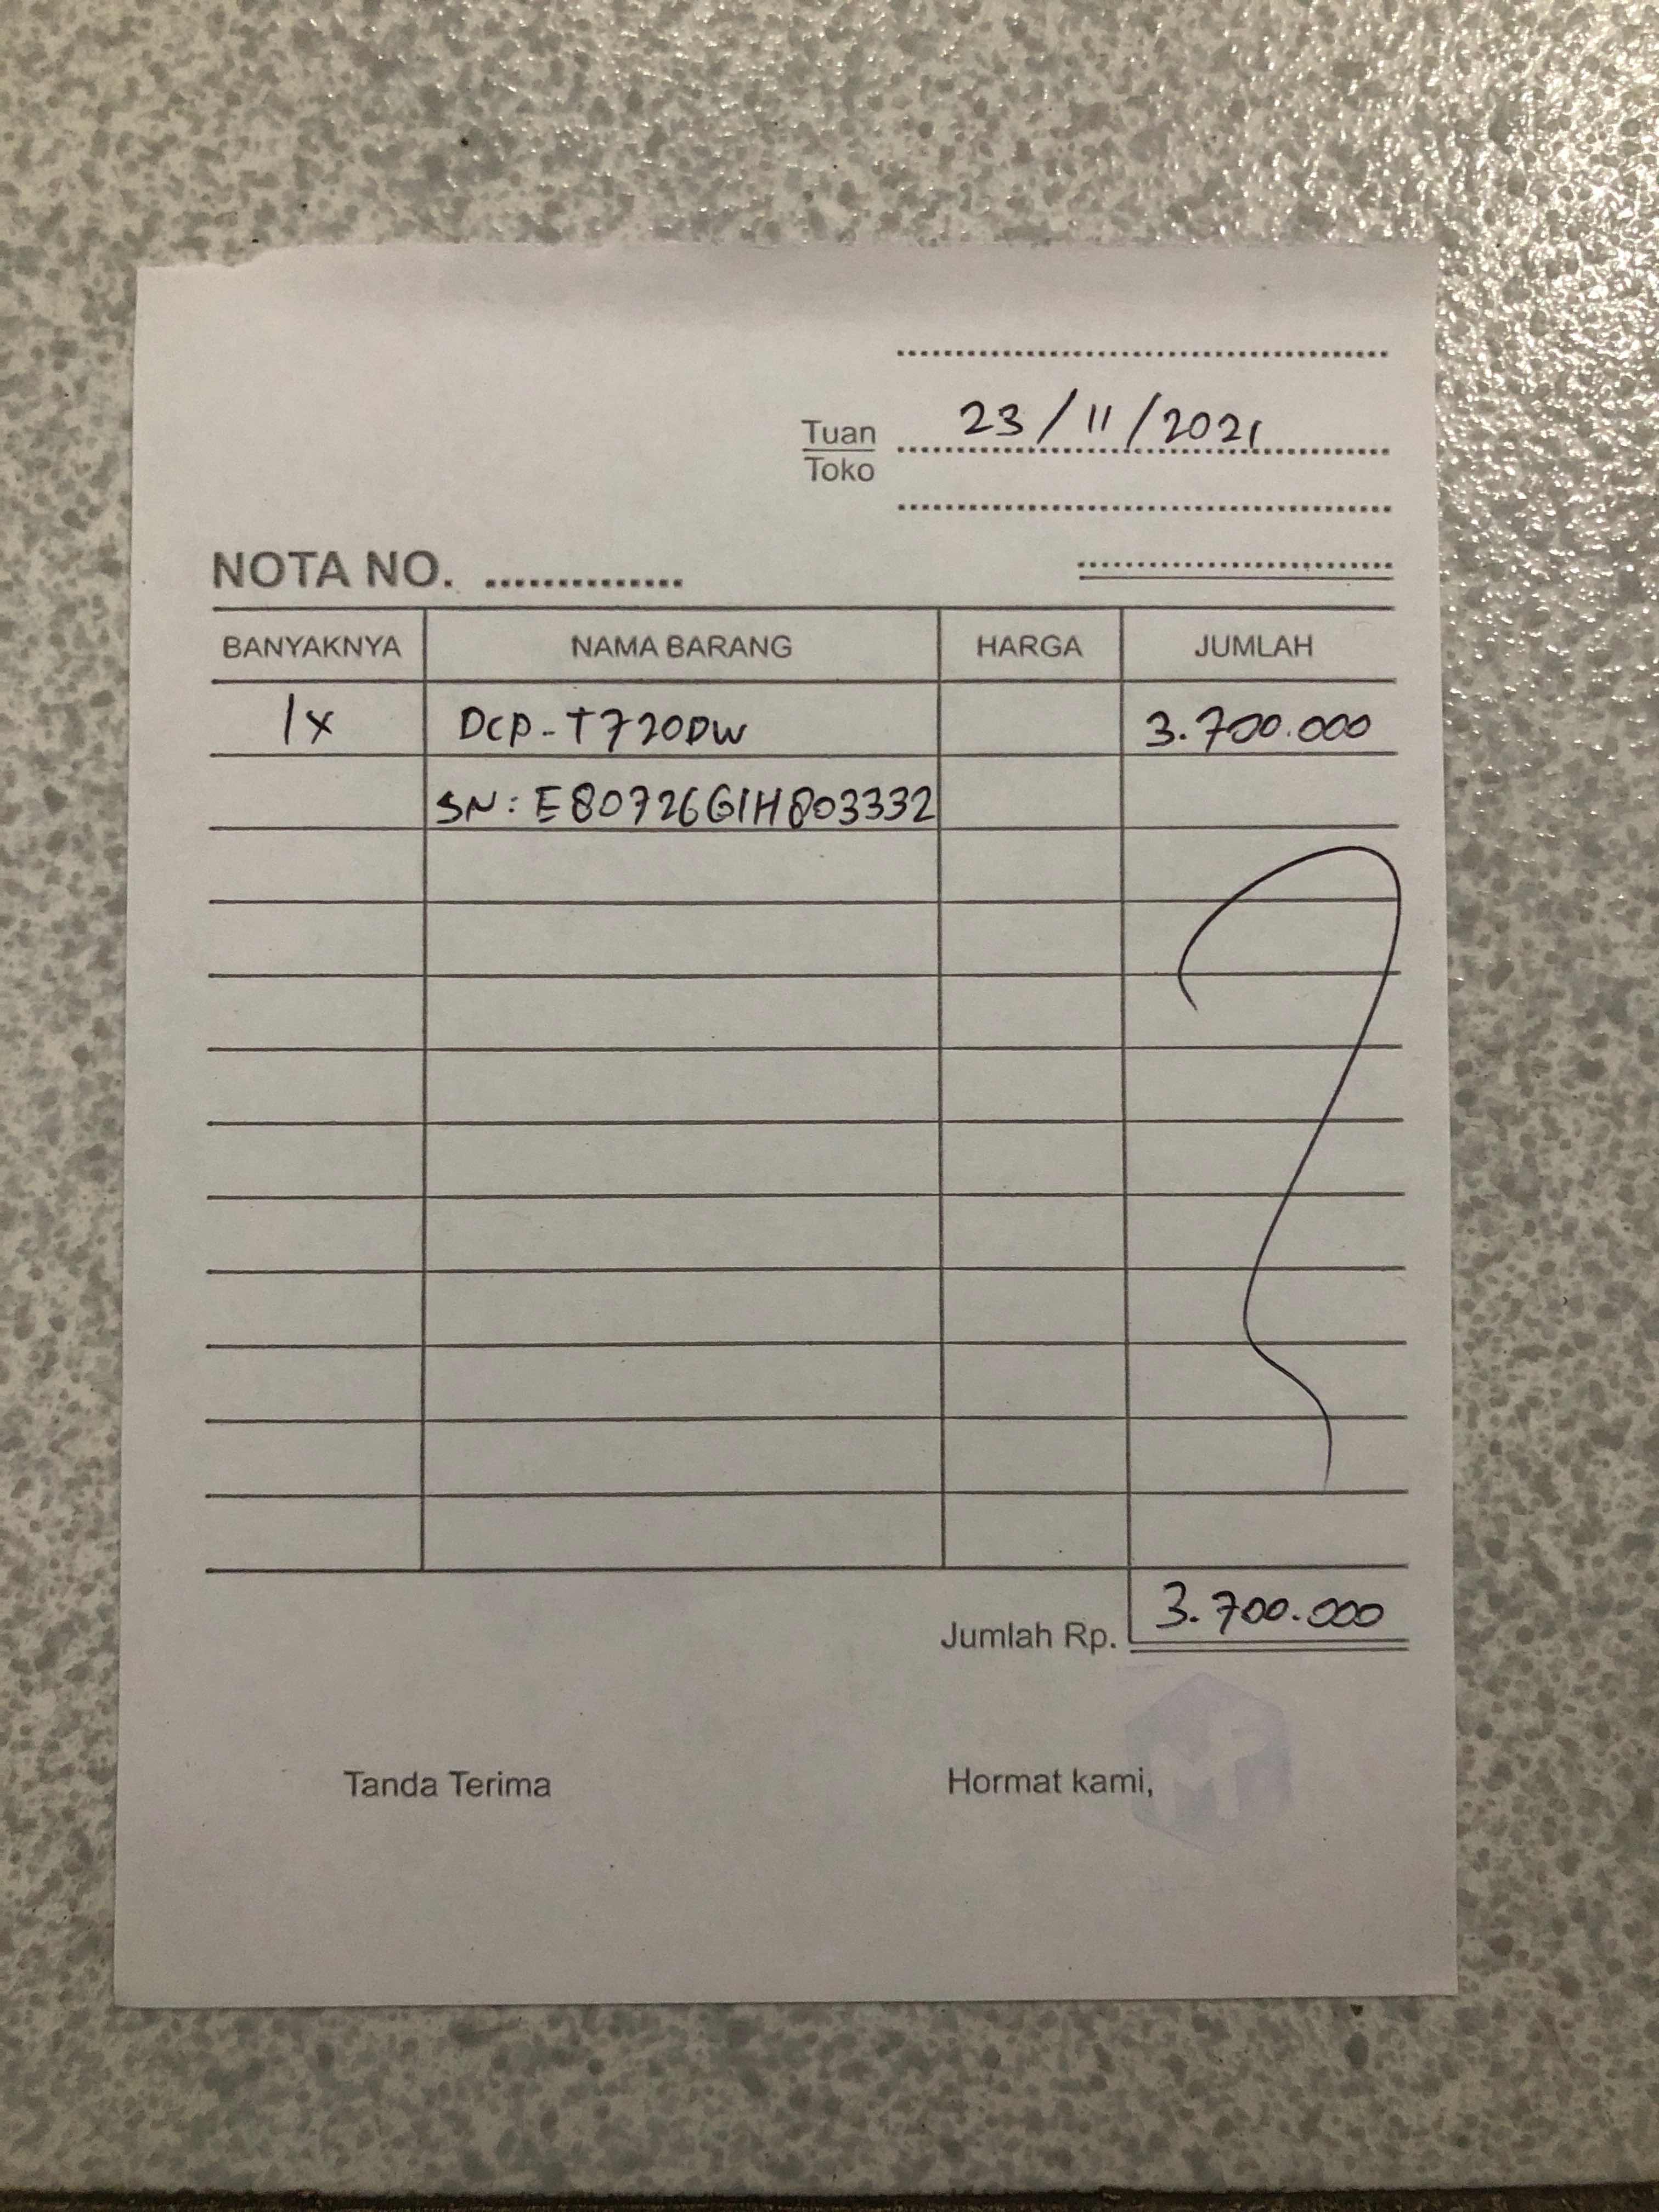 23/11/2021
Tuan
Toko
NOTA NO. ..............
BANYAKNYA NAMA BARANG HARGA JUMLAH
1x DCP-T720DW 3.700.000
SN: E80726G1H803332
Jumlah Rp. 3.700.000
Tanda Terima Hormat kami,